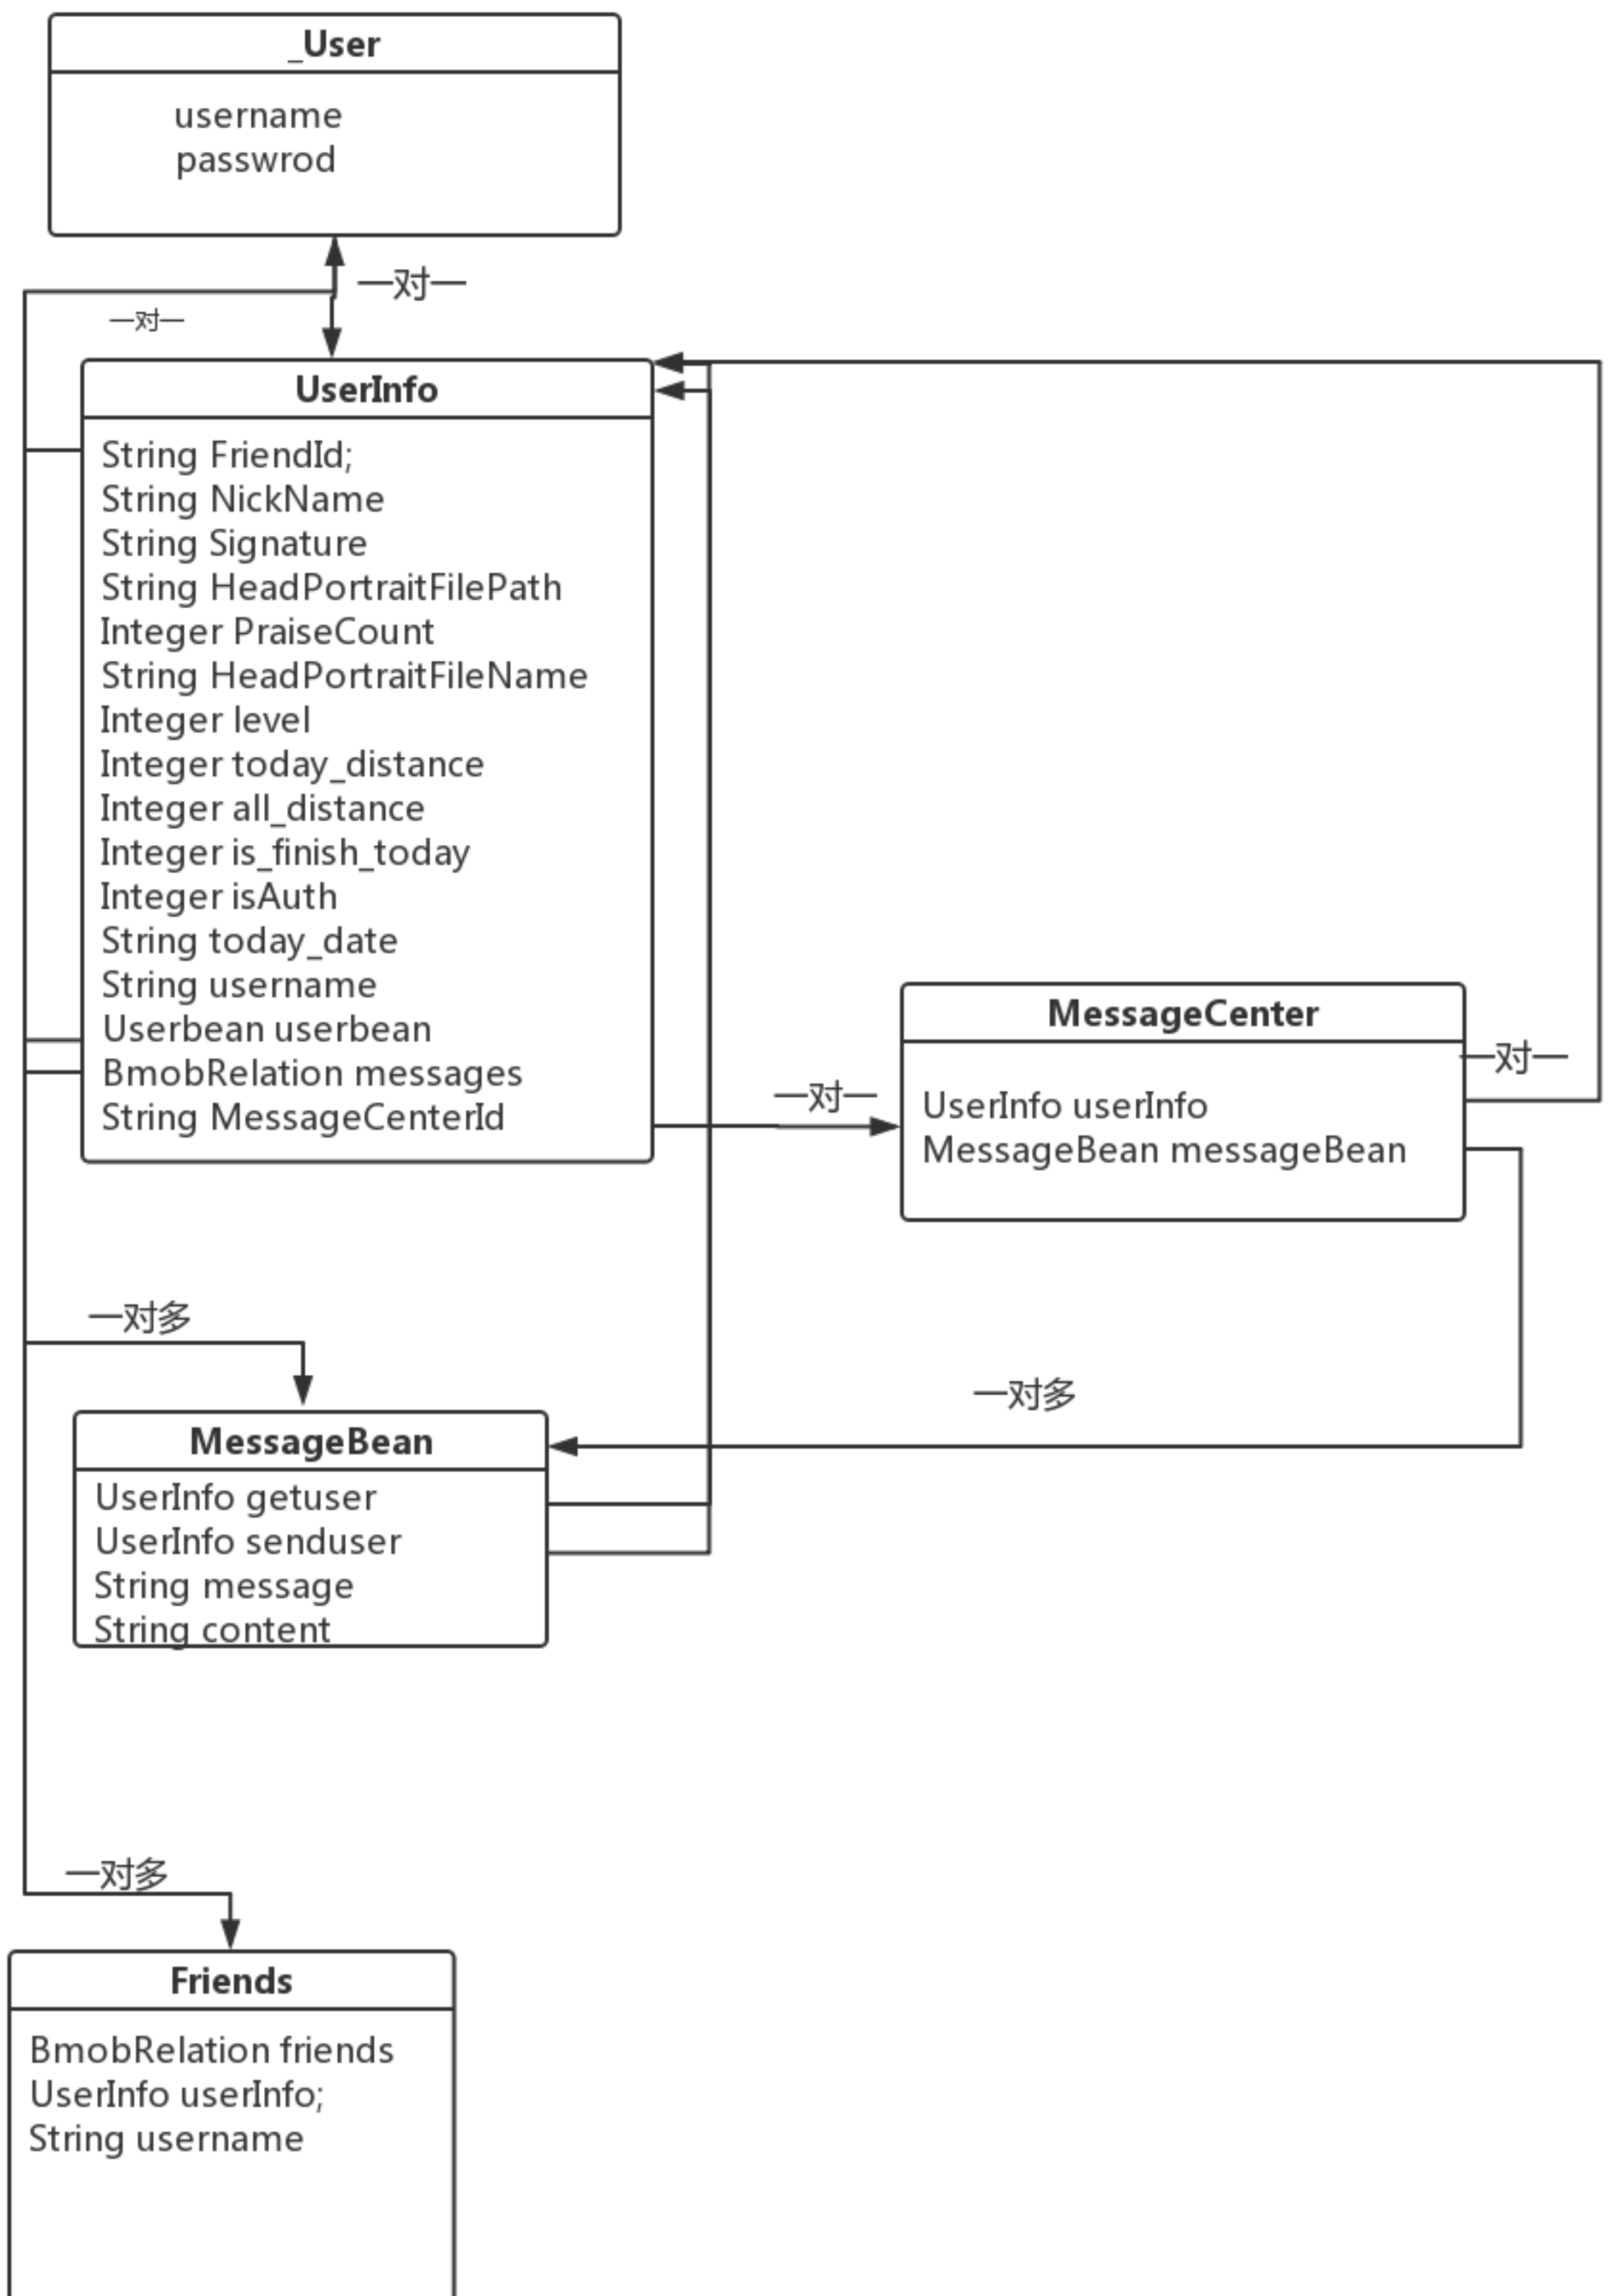 _User
username
passwrod
一对一
一对一
UserInfo
String FriendId;
String NickName
String Signature
String HeadPortraitFilePath
Integer PraiseCount
String HeadPortraitFileName
Integer level
Integer today_distance
Integer all_distance
Integer is_finish_today
Integer isAuth
String today_date
String username
Userbean userbean
BmobRelation messages
String MessageCenterId
一对一
MessageCenter
一对一
UserInfo userInfo
MessageBean messageBean
一对多
一对多
MessageBean
UserInfo getuser
UserInfo senduser
String message
String content
一对多
Friends
BmobRelation friends
UserInfo userInfo;
String username